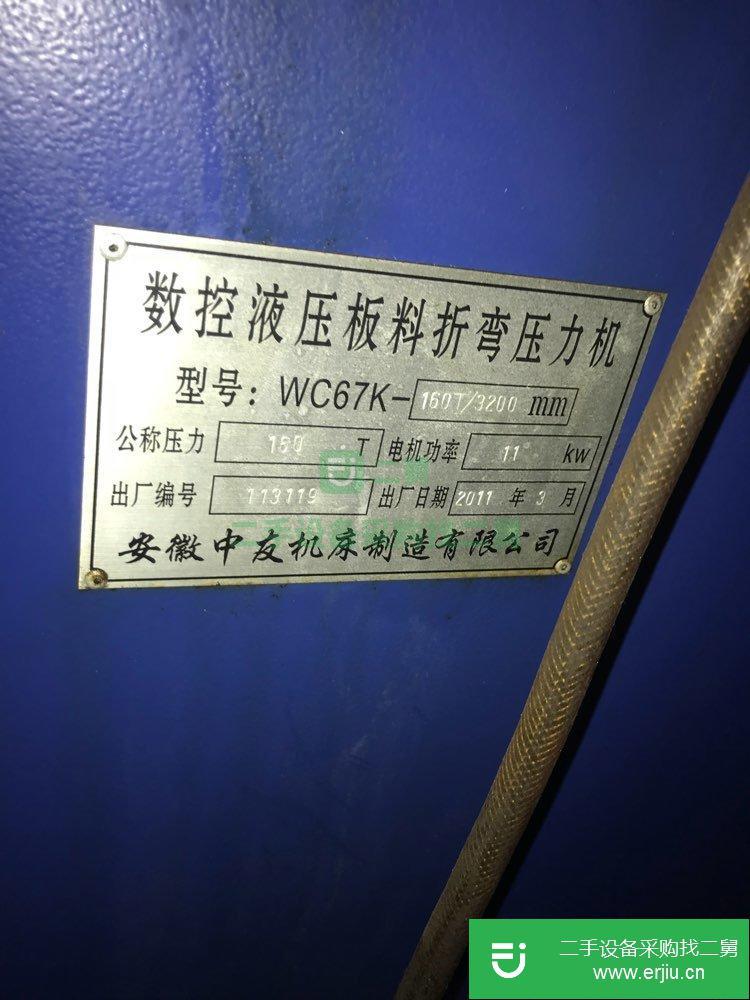 数控液压板料折弯压力机
型号：WC67K-160T/3200 mm
公称压力 160 T 电机功率 11 kw
出厂编号 113119 出厂日期 2011 年 3 月
安徽中友机床制造有限公司
二手设备采购找二舅
www.erjiu.cn